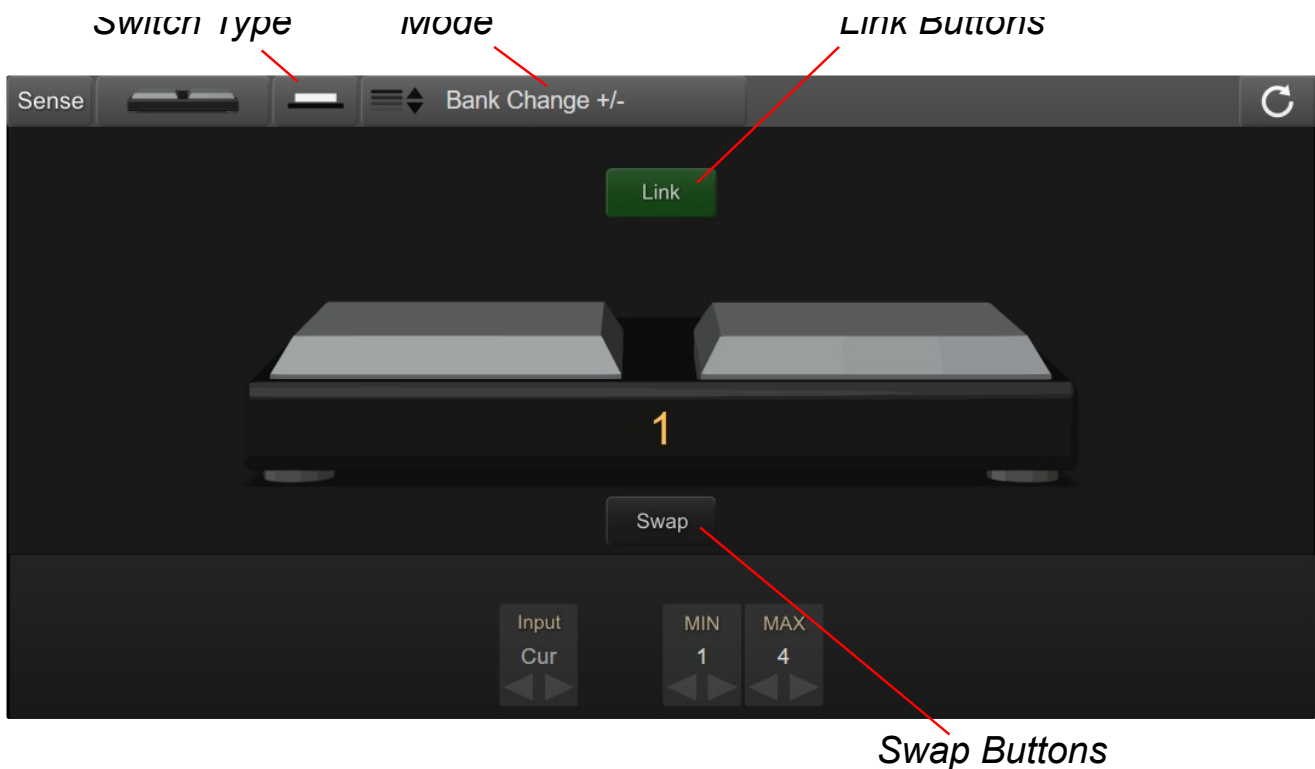 Switch Type Mode Link Buttons
Sense Bank Change +/-
Link
1
Swap
Input MIN MAX
Cur 1 4
Swap Buttons